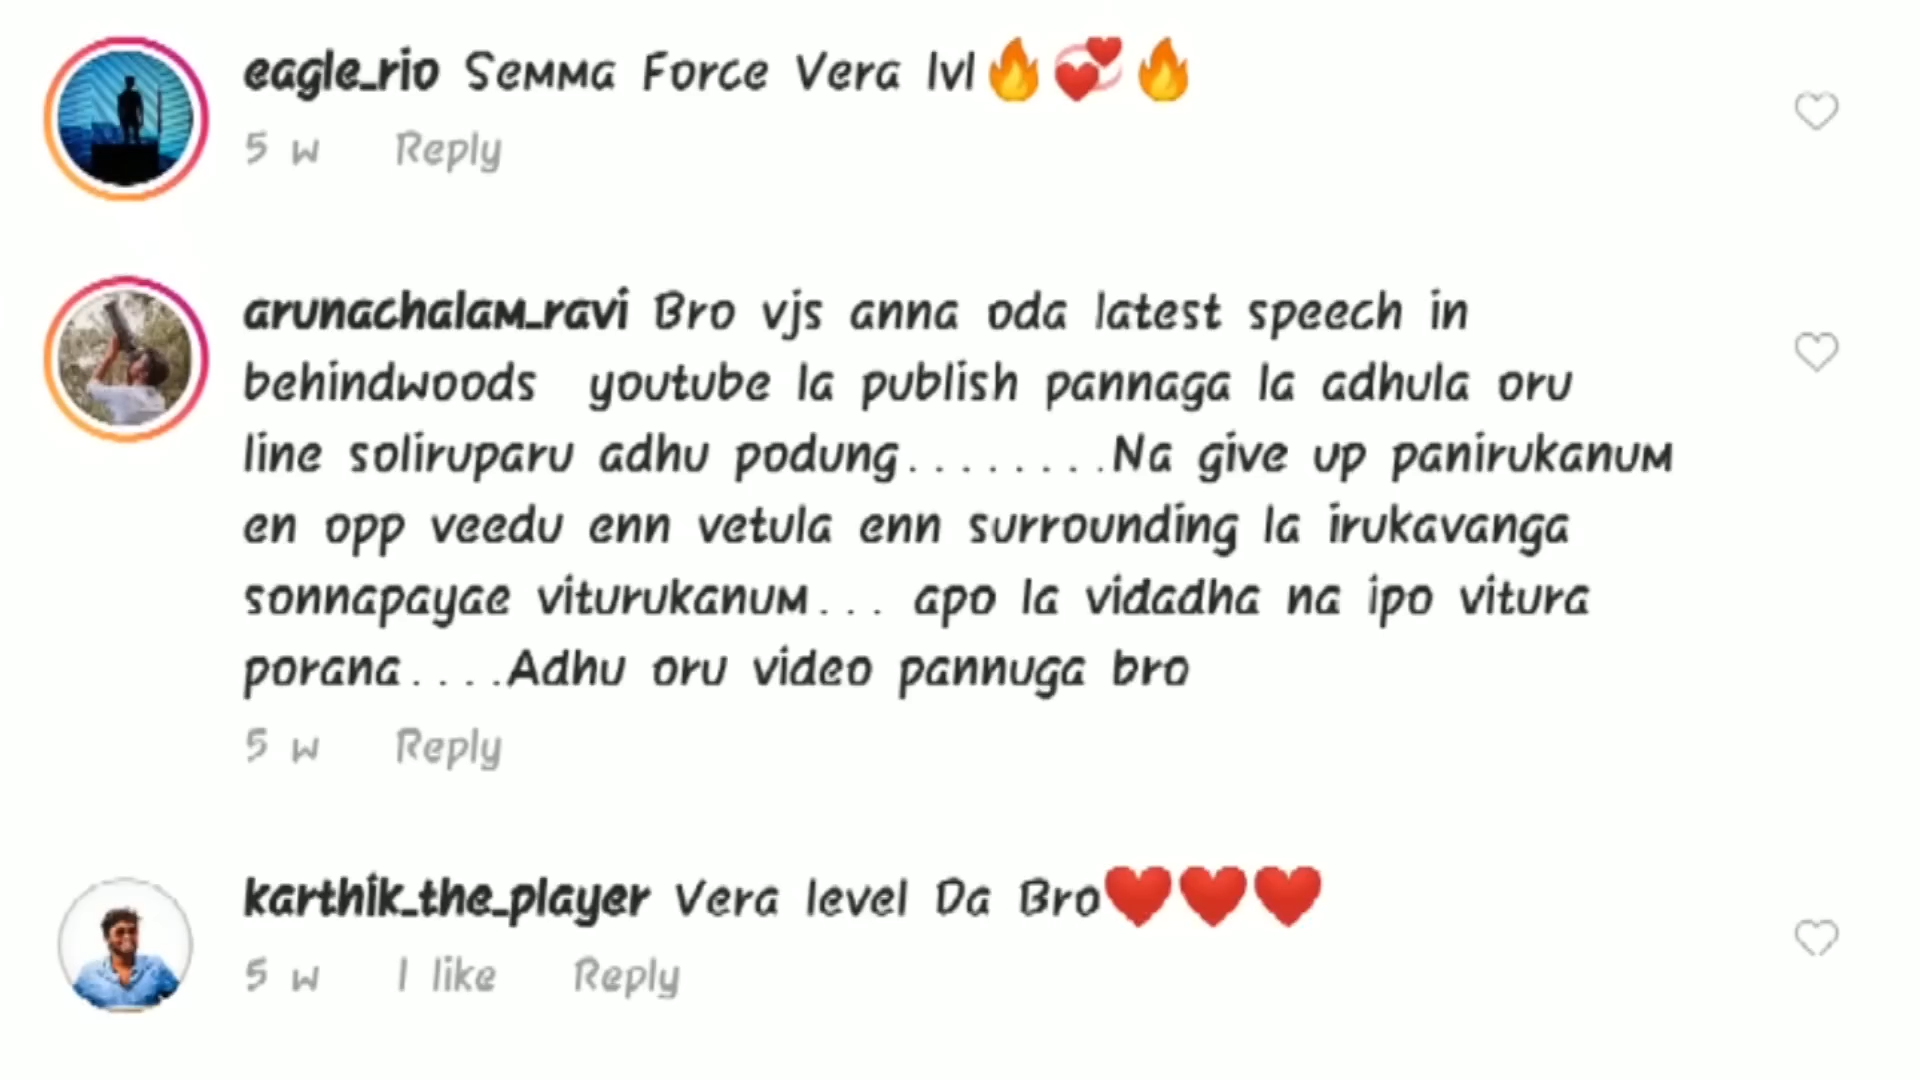 eagle_rio Semma Force Vera lvl🔥💞🔥
5 w Reply
arunachalam_ravi Bro vjs anna oda latest speech in
behindwoods youtube la publish pannaga la adhula oru
line soliruparu adhu podung........Na give up panirukanum
en opp veedu enn vetula enn surrounding la irukavanga
sonnapayae viturukanum... apo la vidadha na ipo vitura
porana....Adhu oru video pannuga bro
5 w Reply
karthik_the_player Vera level Da Bro❤️❤️❤️
5 w 1 like Reply